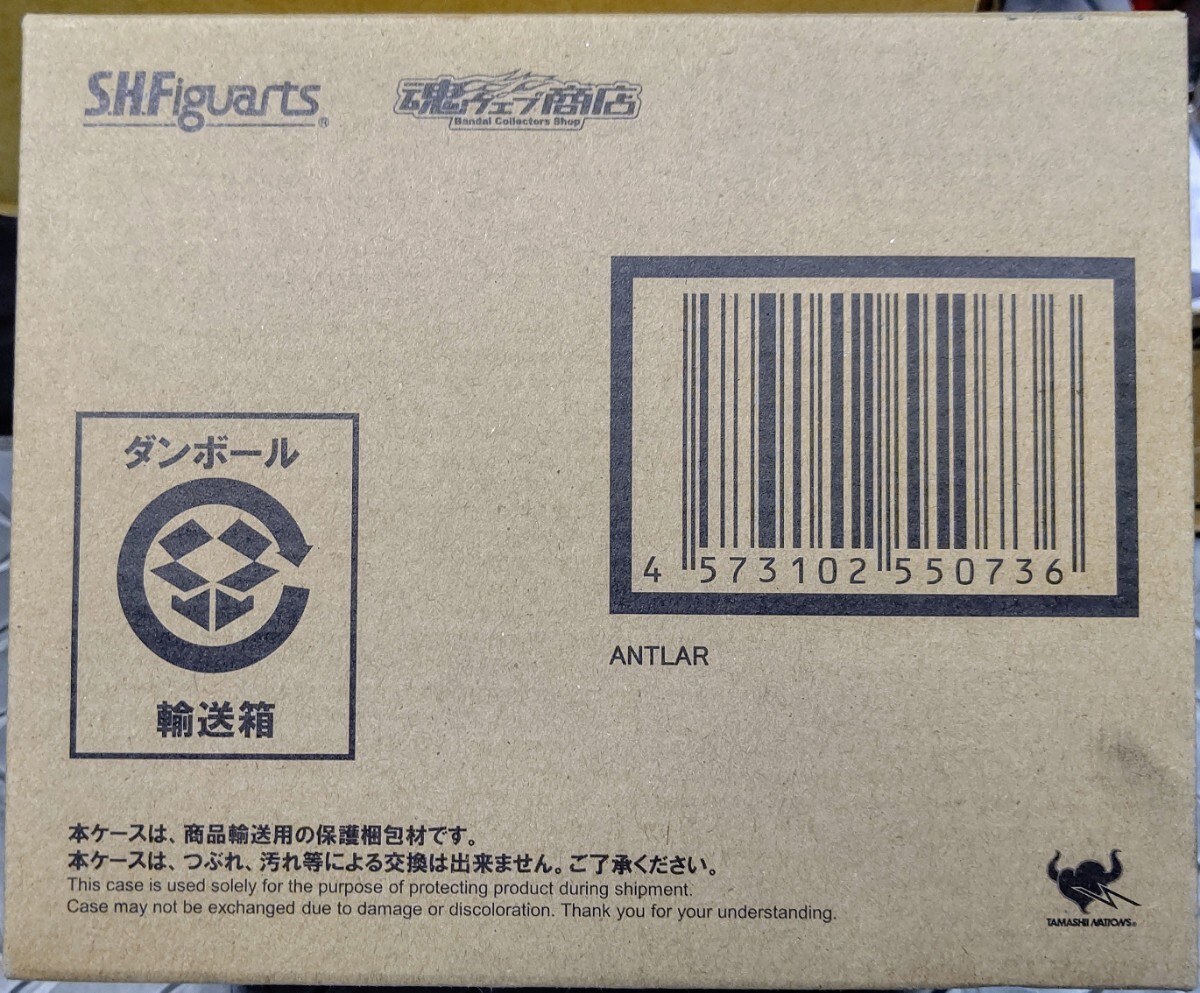 S.H.Figuarts®
魂ウェブ商店
Bandai Collectors Shop
4 573102 550736
ANTLAR
ダンボール
輸送箱
本ケースは、商品輸送用の保護梱包材です。
本ケースは、つぶれ、汚れ等による交換は出来ません。ご了承ください。
This case is used solely for the purpose of protecting product during shipment.
Case may not be exchanged due to damage or discoloration. Thank you for your understanding.
TAMASHII NATIONS®